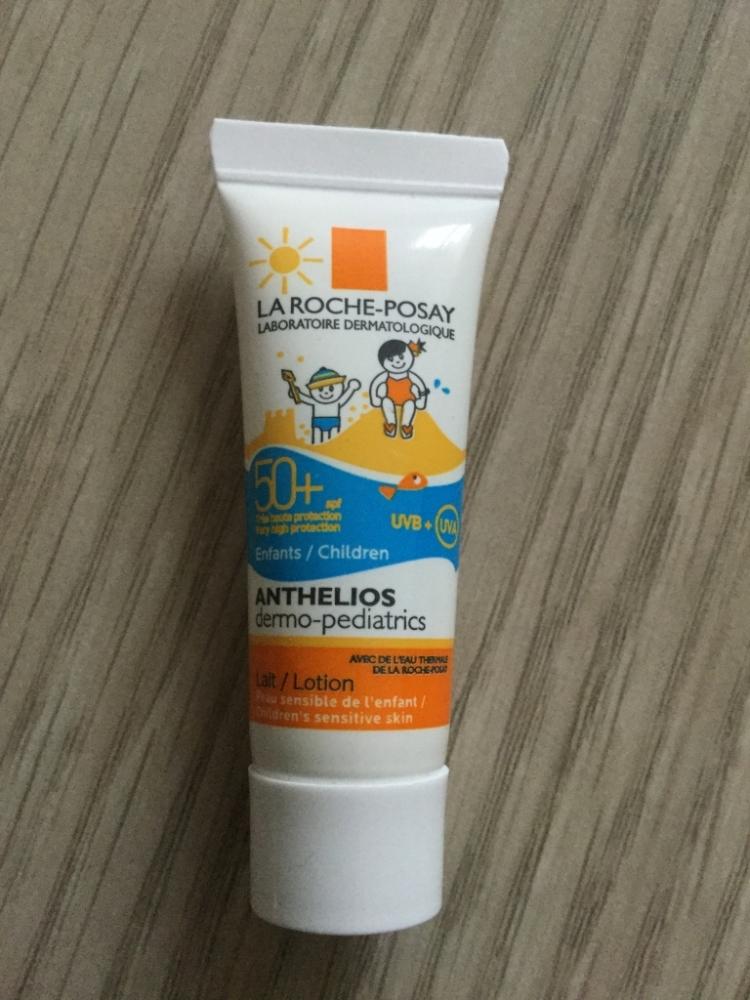 LA ROCHE-POSAY
LABORATOIRE DERMATOLOGIQUE
50+ spf
Très haute protection
Very high protection
UVB + UVA
Enfants / Children
ANTHELIOS
dermo-pediatrics
AVEC DE L'EAU THERMALE
DE LA ROCHE-POSAY
Lait / Lotion
Peau sensible de l'enfant /
Children's sensitive skin